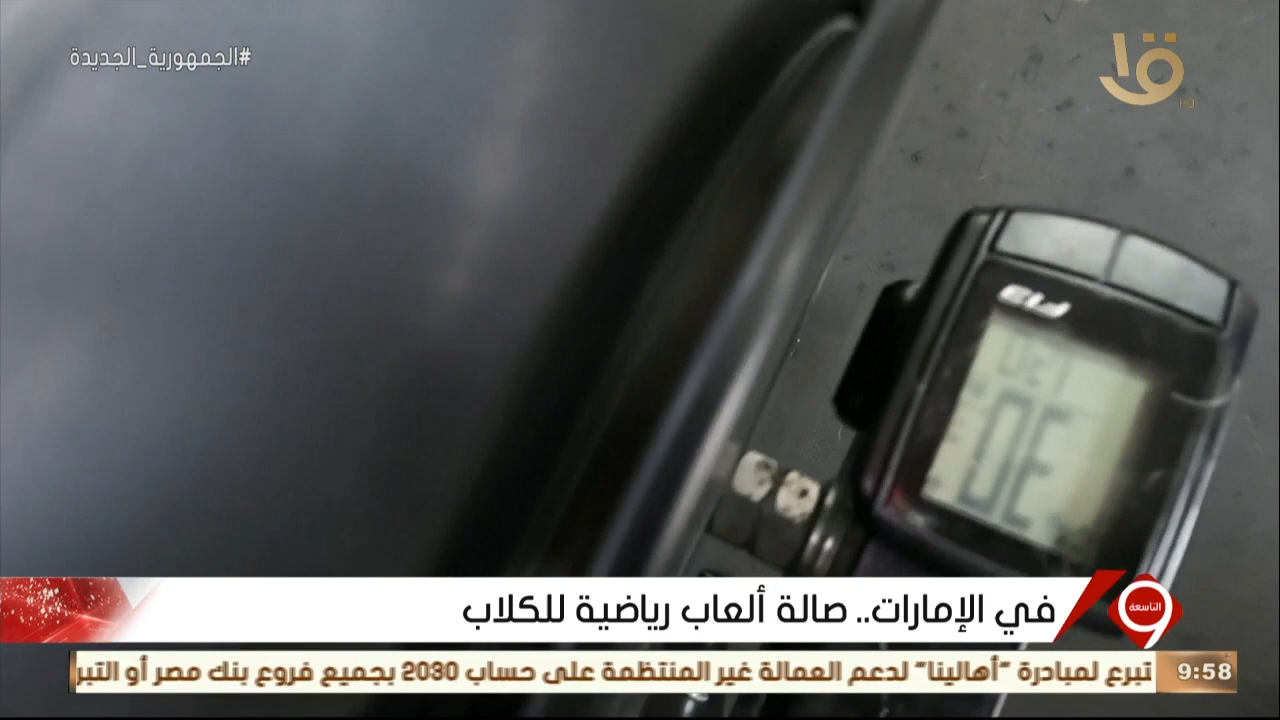 #الجمهورية_الجديدة
في الإمارات.. صالة ألعاب رياضية للكلاب
التاسعة
9
تبرع لمبادرة "أهالينا" لدعم العمالة غير المنتظمة على حساب 2030 بجميع فروع بنك مصر أو التبر
9:58